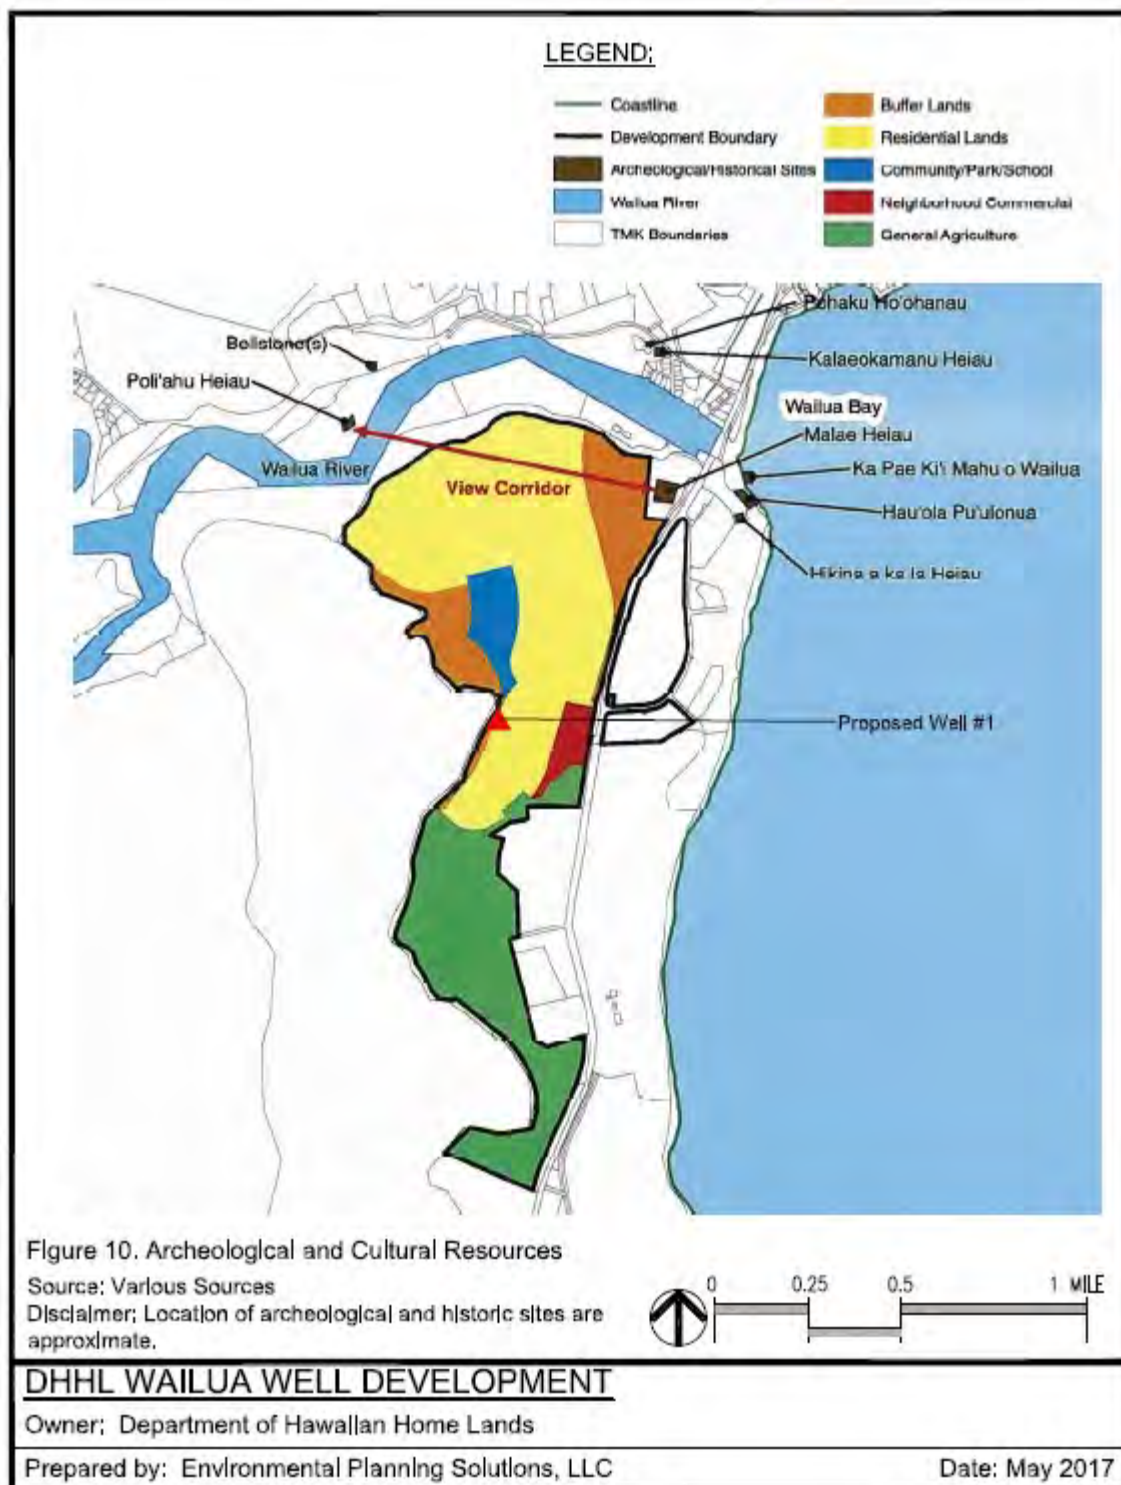 LEGEND:
Coastline
Development Boundary
Archeological/Historical Sites
Wailua River
TMK Boundaries
Buffer Lands
Residential Lands
Community/Park/School
Neighborhood Commercial
General Agriculture
Pohaku Ho'ohanau
Bellstone(s)
Kalaeokamanu Heiau
Poli'ahu Heiau
Wailua Bay
Malae Heiau
Wailua River
Ka Pae Ki'i Mahu o Wailua
View Corridor
Hau'ola Pu'uhonua
Hikina a ka la Heiau
Proposed Well #1
Figure 10. Archeological and Cultural Resources
Source: Various Sources
Disclaimer: Location of archeological and historic sites are
approximate.
0 0.25 0.5 1 MILE
DHHL WAILUA WELL DEVELOPMENT
Owner: Department of Hawaiian Home Lands
Prepared by: Environmental Planning Solutions, LLC
Date: May 2017